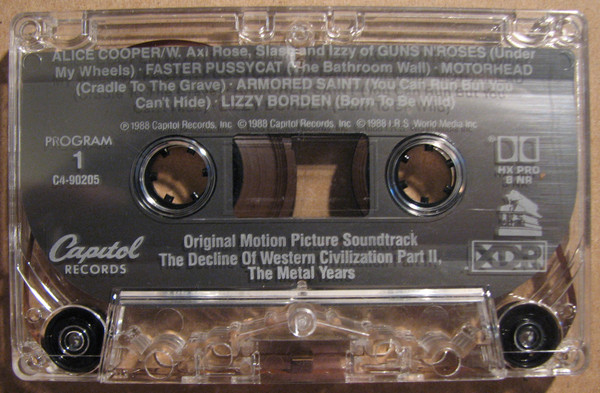 ALICE COOPER/W. Axl Rose, Slash and Izzy of GUNS N'ROSES (Under
My Wheels) · FASTER PUSSYCAT (The Bathroom Wall) · MOTORHEAD
(Cradle To The Grave) · ARMORED SAINT (You Can Run But You
Can't Hide) · LIZZY BORDEN (Born To Be Wild)
℗ 1988 Capitol Records, Inc. © 1988 Capitol Records, Inc. © 1988 I.R.S. World Media Inc.
PROGRAM
1
C4-90205
HX PRO
B NR
Capitol
RECORDS
XDR
Original Motion Picture Soundtrack
The Decline Of Western Civilization Part II,
The Metal Years